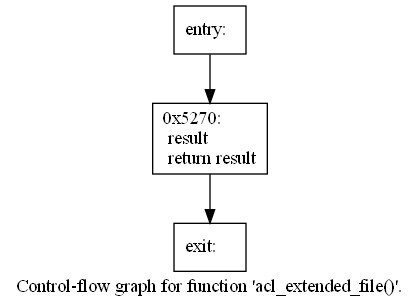 entry:
0x5270:
result
return result
exit:
Control-flow graph for function 'acl_extended_file()'.